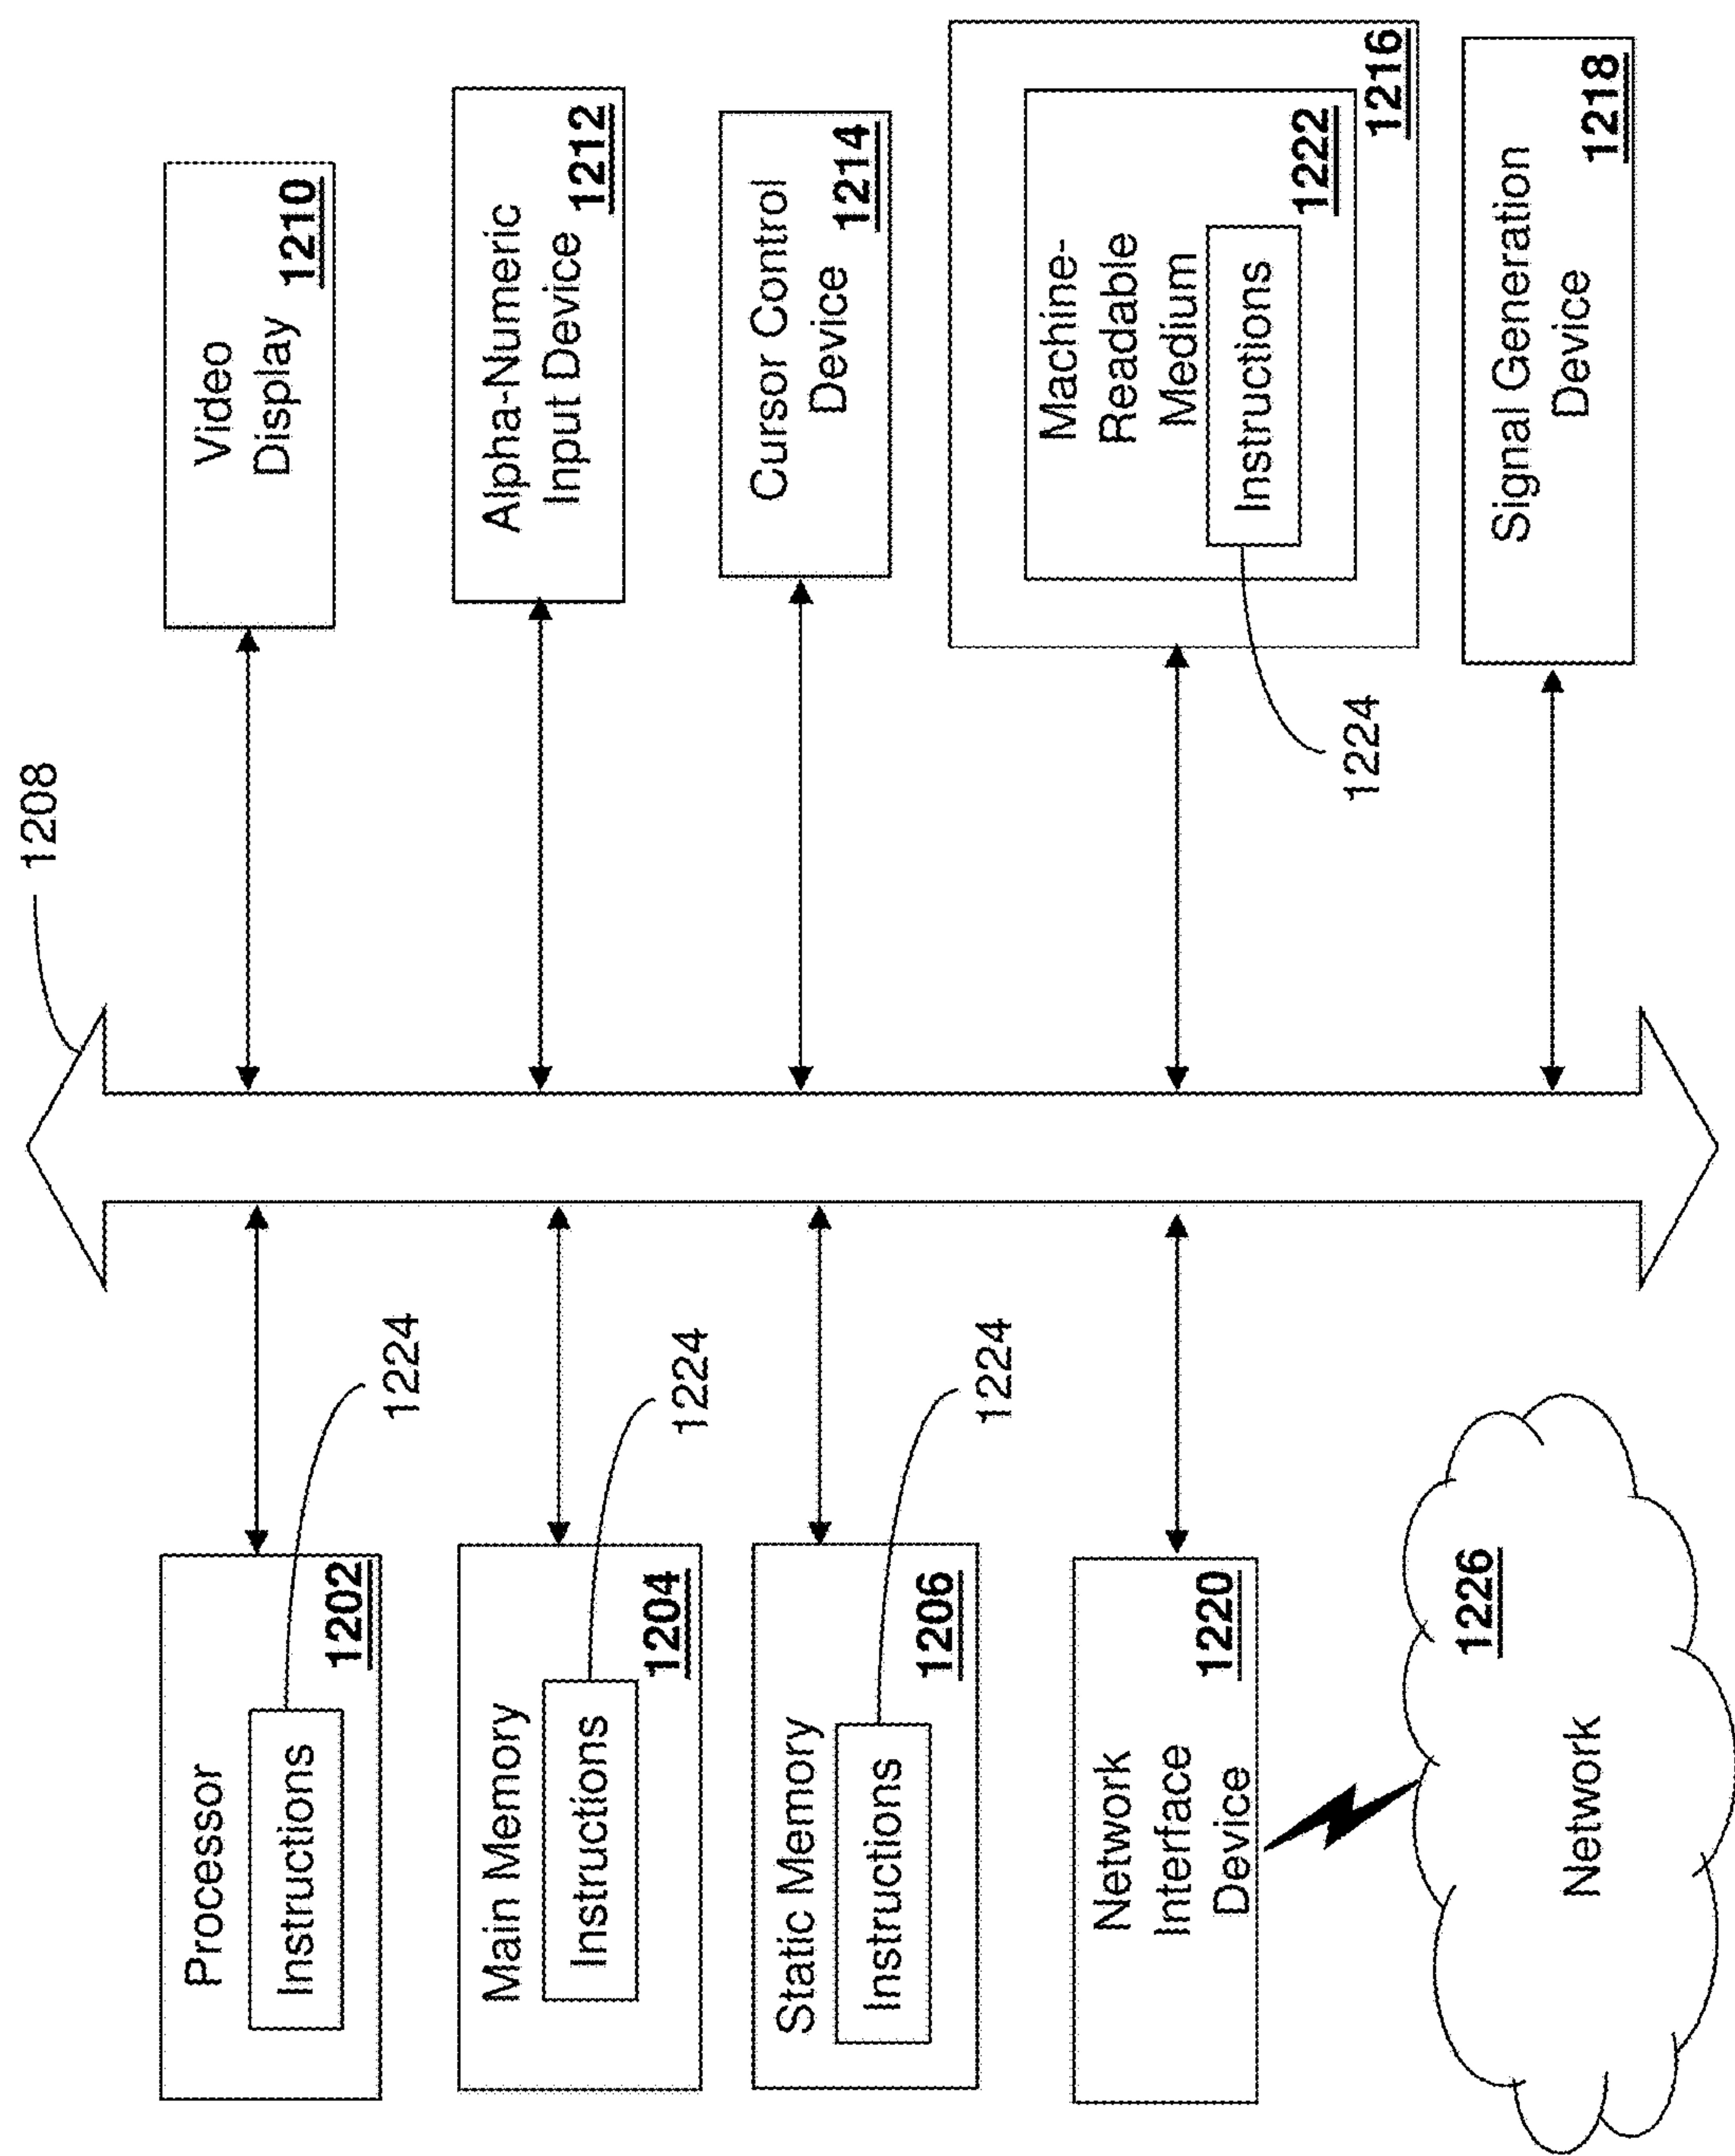 1208
Processor
Instructions
1202
1224
Main Memory
Instructions
1204
1224
Static Memory
Instructions
1206
1224
Network
Interface
Device
1220
1226
Network
Video
Display
1210
Alpha-Numeric
Input Device
1212
Cursor Control
Device
1214
Machine-
Readable
Medium
1222
Instructions
1216
1224
Signal Generation
Device
1218